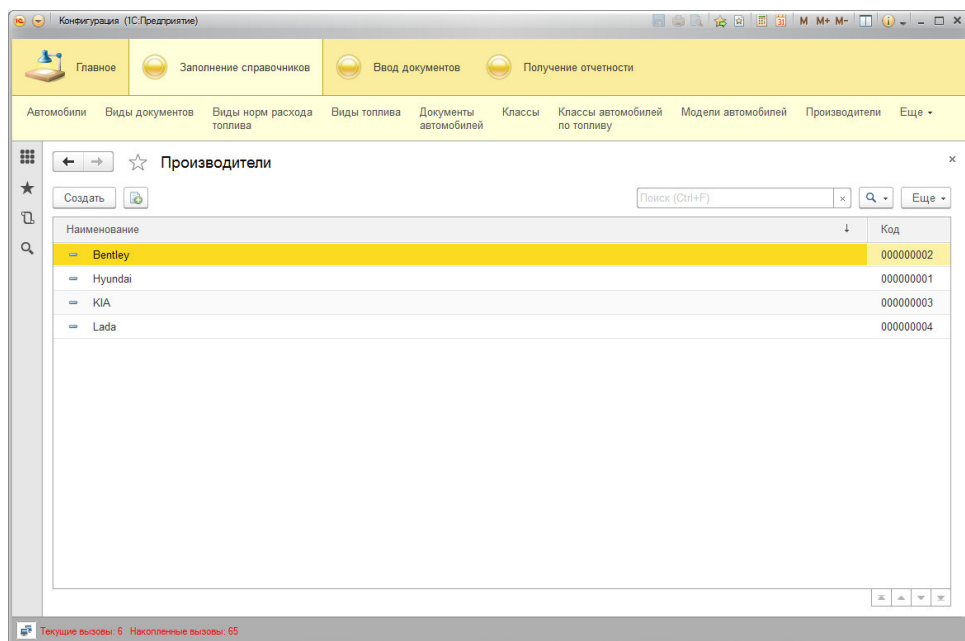 Конфигурация (1С:Предприятие)
M M+ M-
Главное Заполнение справочников Ввод документов Получение отчетности
Автомобили Виды документов Виды норм расхода топлива Виды топлива Документы автомобилей Классы Классы автомобилей по топливу Модели автомобилей Производители Еще
Производители
Создать Поиск (Ctrl+F) Еще
Наименование Код
Bentley 000000002
Hyundai 000000001
KIA 000000003
Lada 000000004
Текущие вызовы: 6 Накопленные вызовы: 65